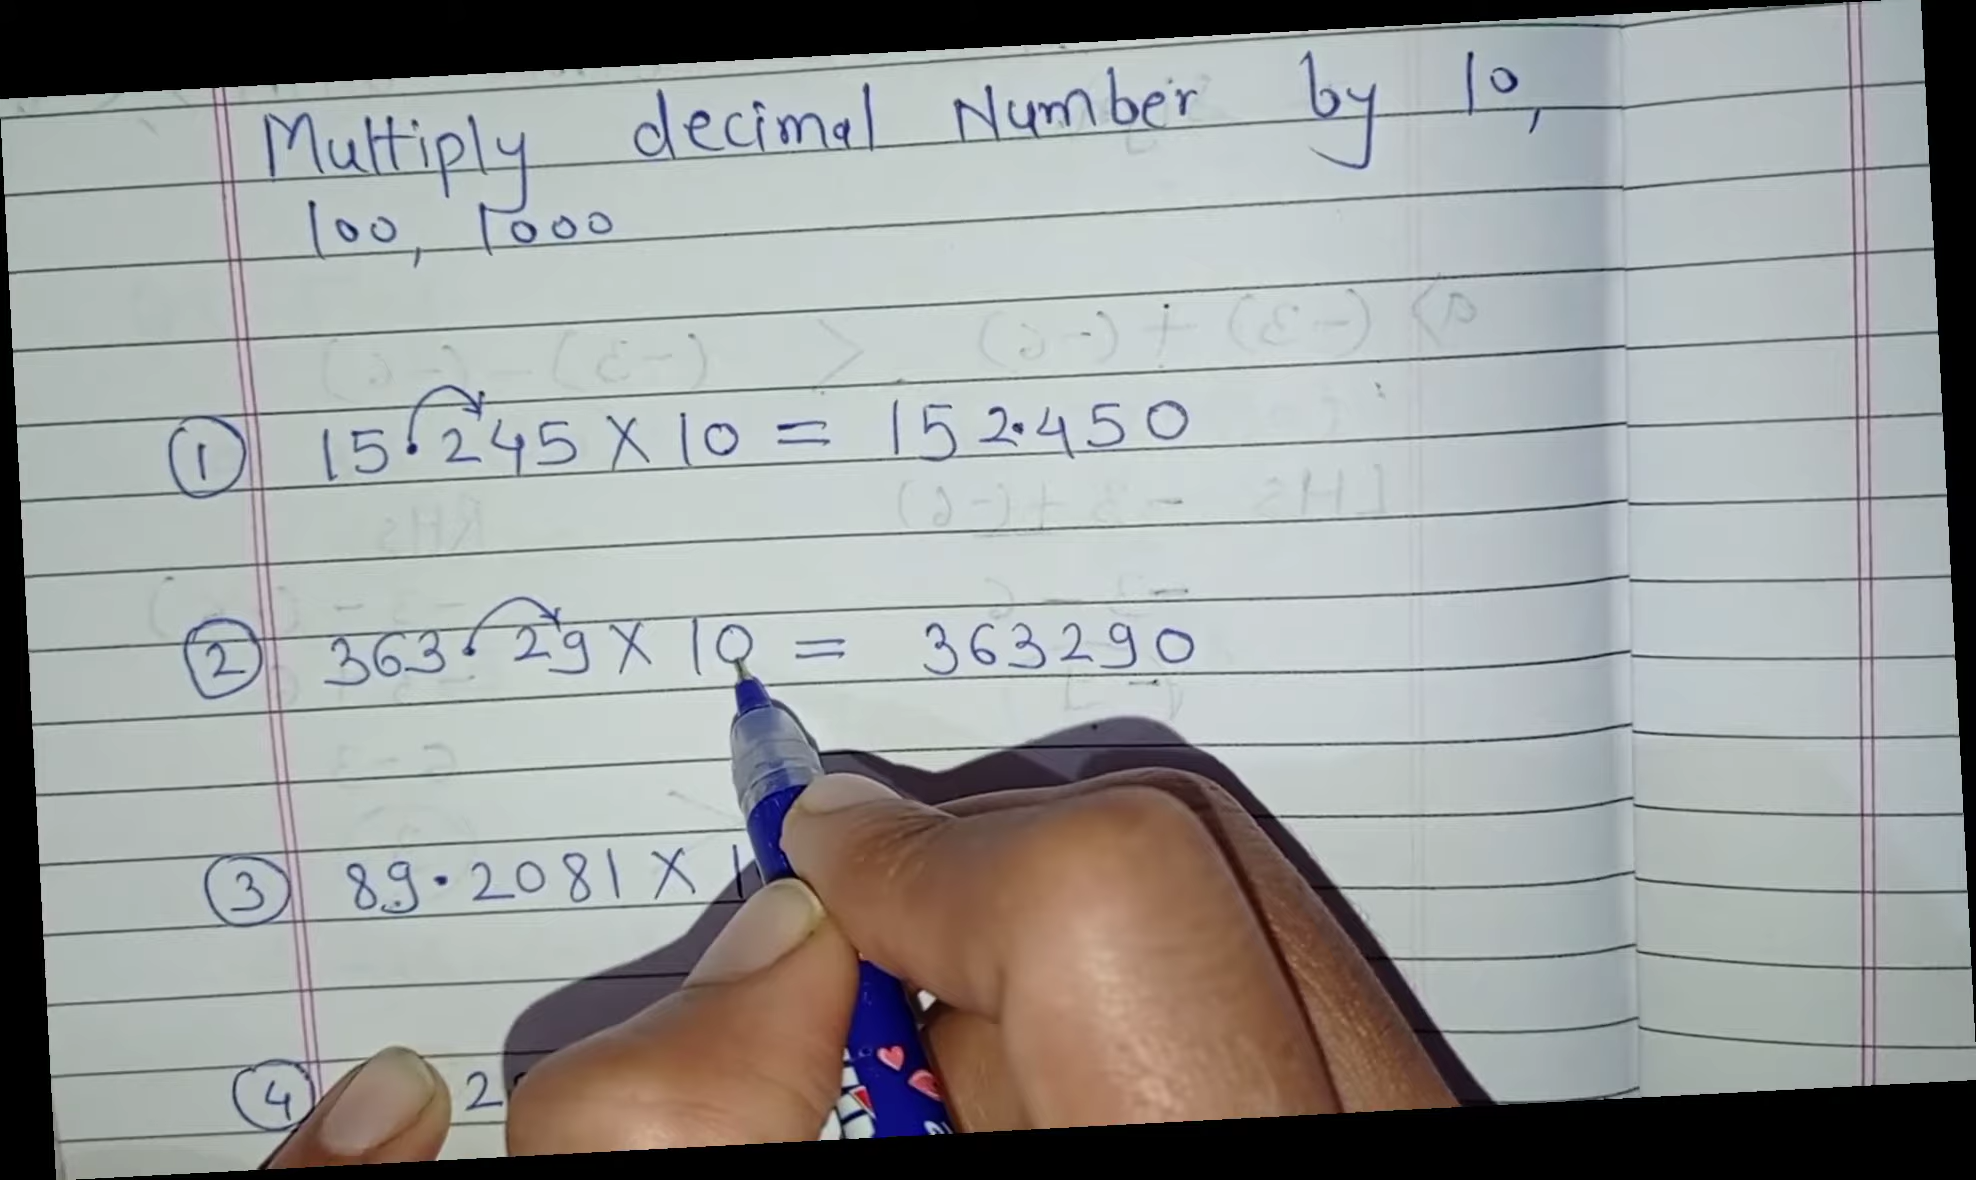 Multiply decimal Number by 10,
100, 1000
1 15.245 X 10 = 152.450
2 363.29 X 10 = 363290
3 89.2081 X
4